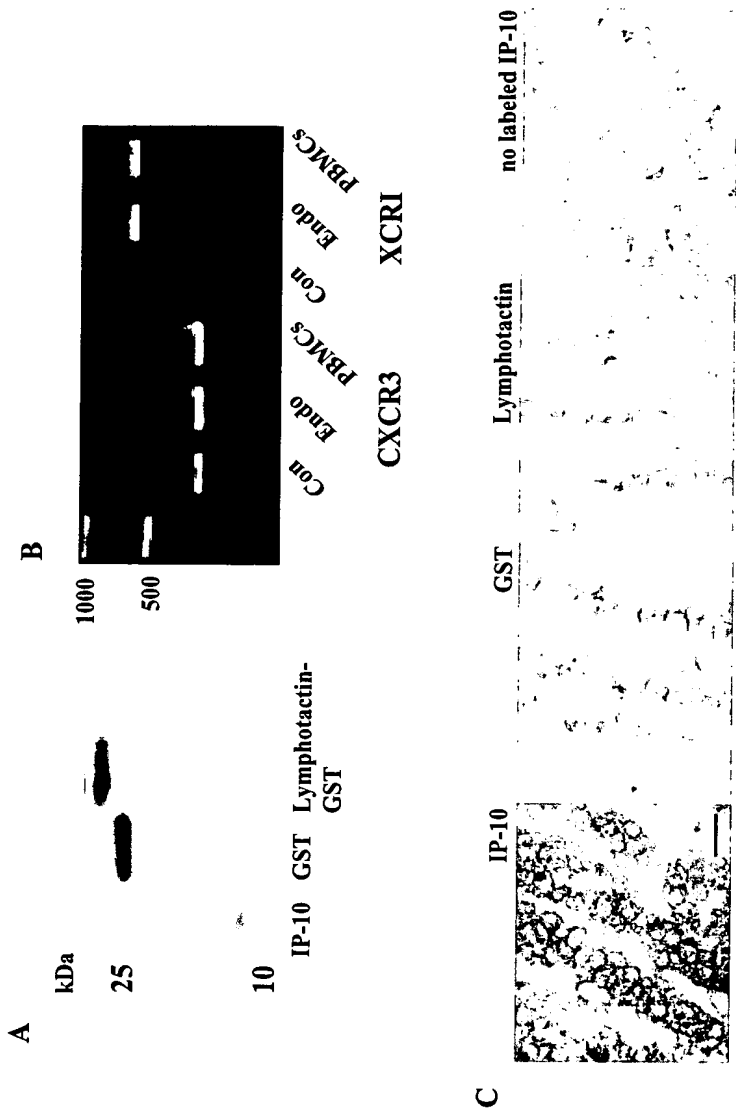 A
kDa
25
10
IP-10 GST Lymphotactin-
GST
B
1000
500
Con Endo PBMCs Con Endo PBMCs
CXCR3 XCRI
C
IP-10 GST Lymphotactin no labeled IP-10